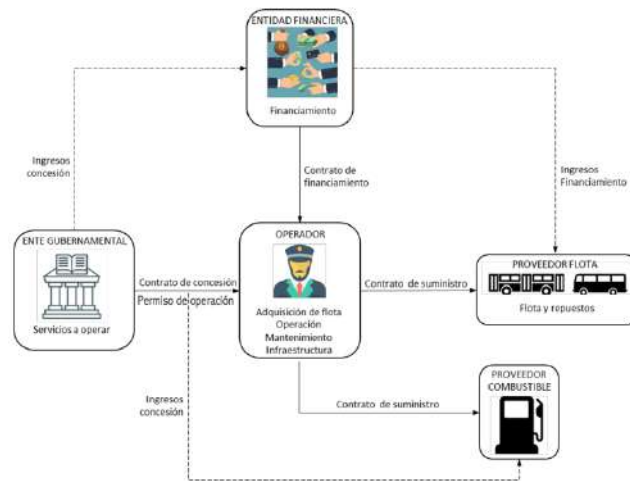 ENTIDAD FINANCIERA
Financiamiento
Ingresos
concesión
Contrato de
financiamiento
Ingresos
Financiamiento
ENTE GUBERNAMENTAL
Servicios a operar
Contrato de concesión
Permiso de operación
OPERADOR
Adquisición de flota
Operación
Mantenimiento
Infraestructura
Contrato de suministro
PROVEEDOR FLOTA
Flota y repuestos
Ingresos
concesión
Contrato de suministro
PROVEEDOR
COMBUSTIBLE